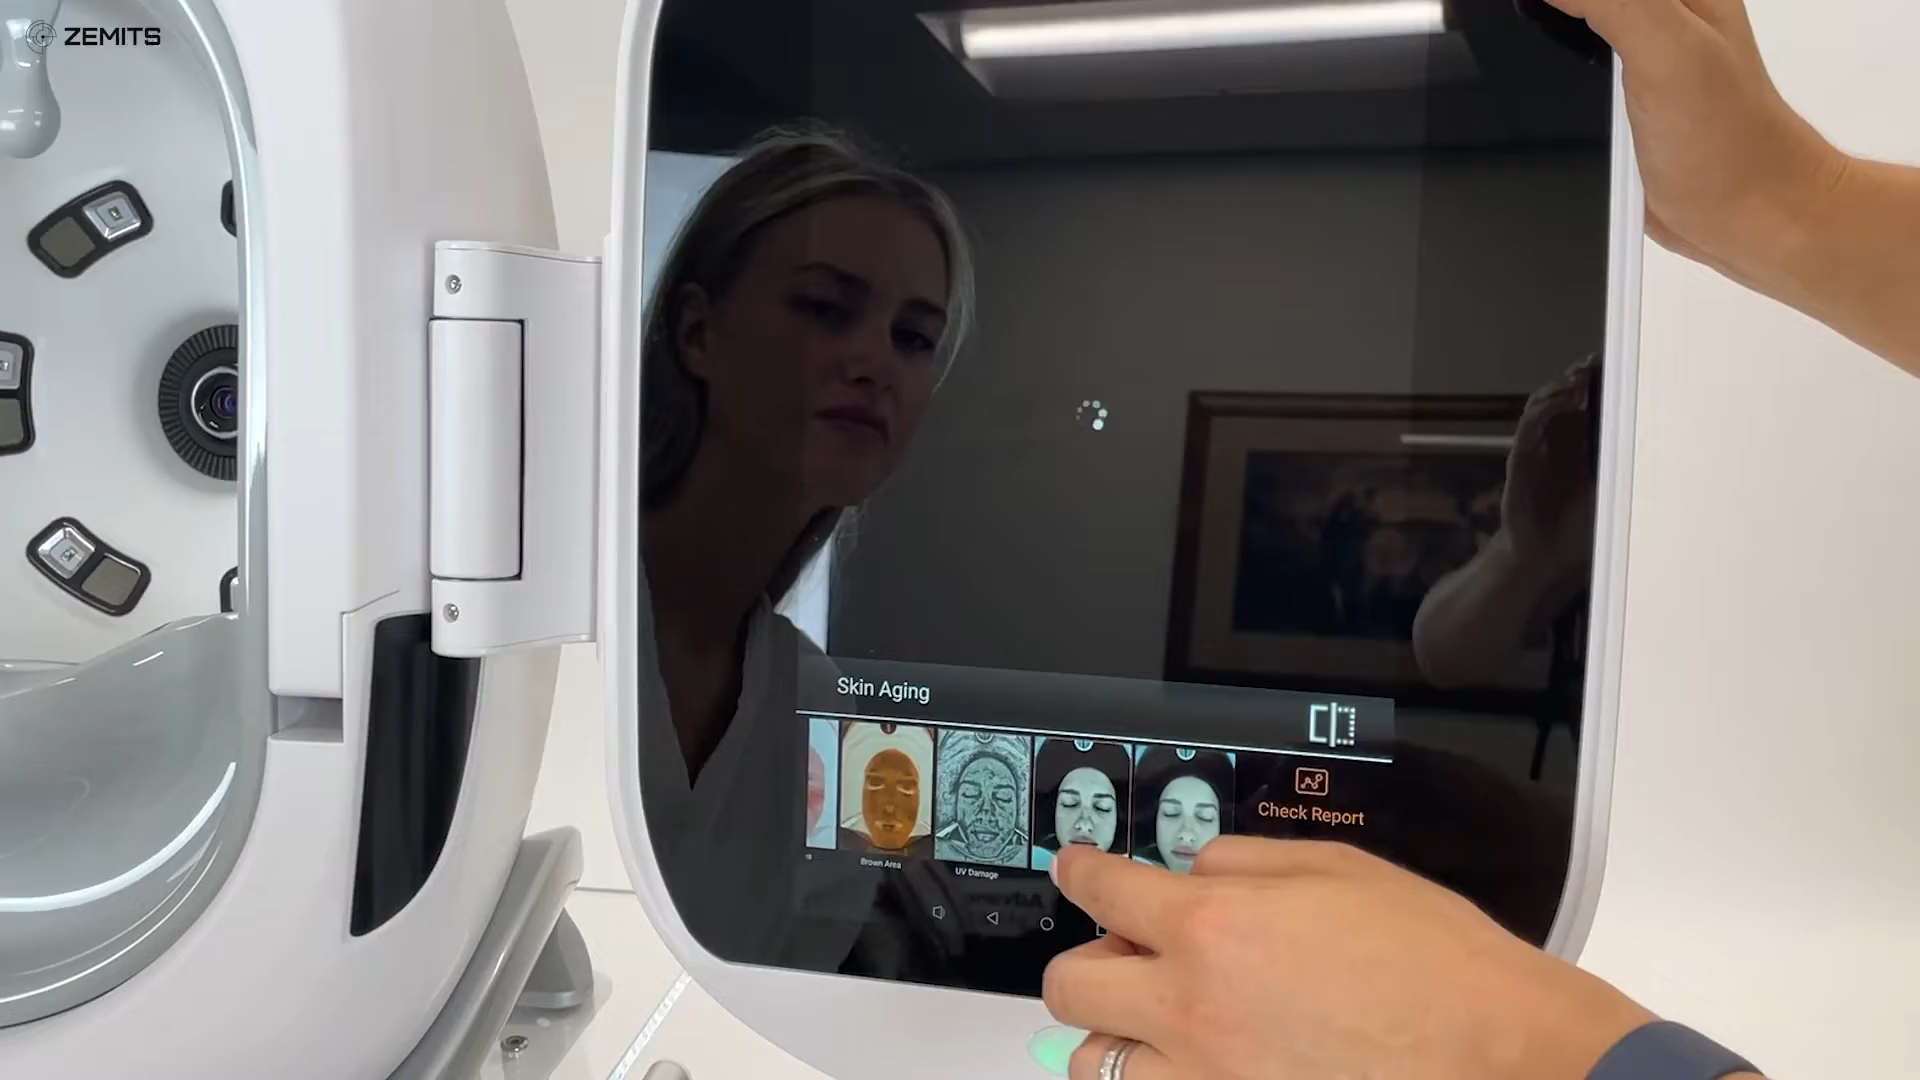 ZEMITS
Skin Aging
Check Report
Brown Area
UV Damage